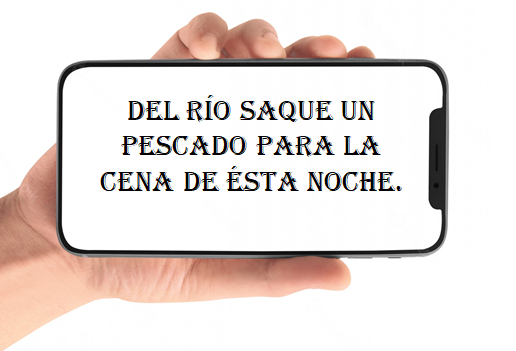 DEL RÍO SAQUE UN
PESCADO PARA LA
CENA DE ÉSTA NOCHE.